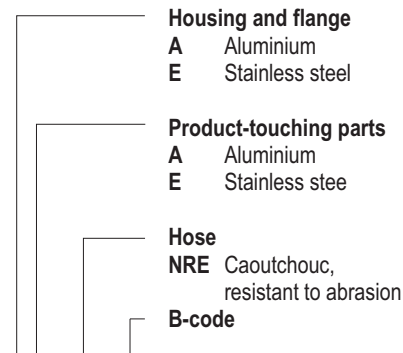 Housing and flange
A Aluminium
E Stainless steel
Product-touching parts
A Aluminium
E Stainless stee
Hose
NRE Caoutchouc,
resistant to abrasion
B-code